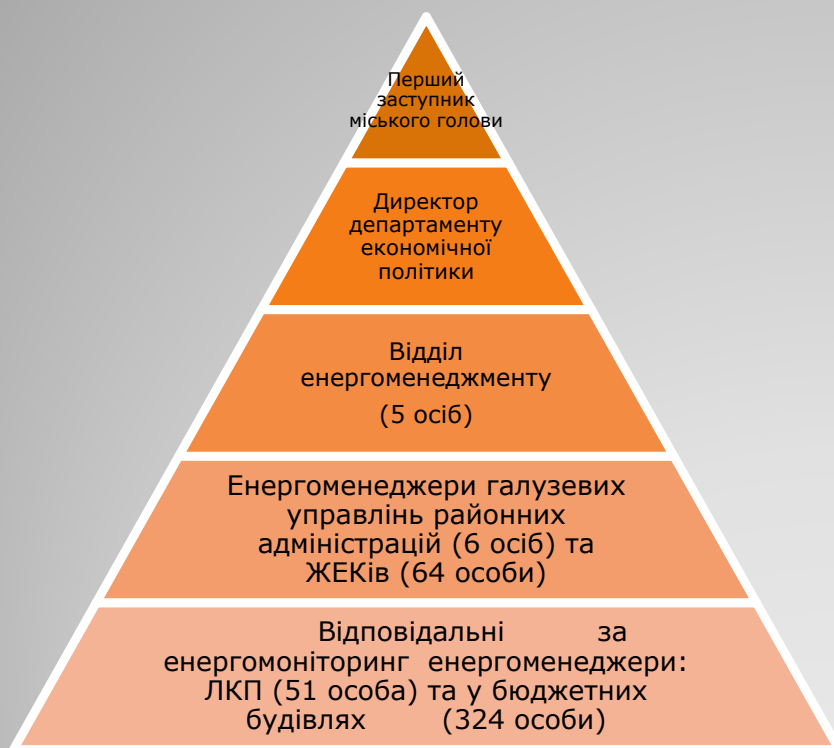 Перший
заступник
міського голови
Директор
департаменту
економічної
політики
Відділ
енергоменеджменту
(5 осіб)
Енергоменеджери галузевих
управлінь районних
адміністрацій (6 осіб) та
ЖЕКів (64 особи)
Відповідальні за
енергомоніторинг енергоменеджери:
ЛКП (51 особа) та у бюджетних
будівлях (324 особи)